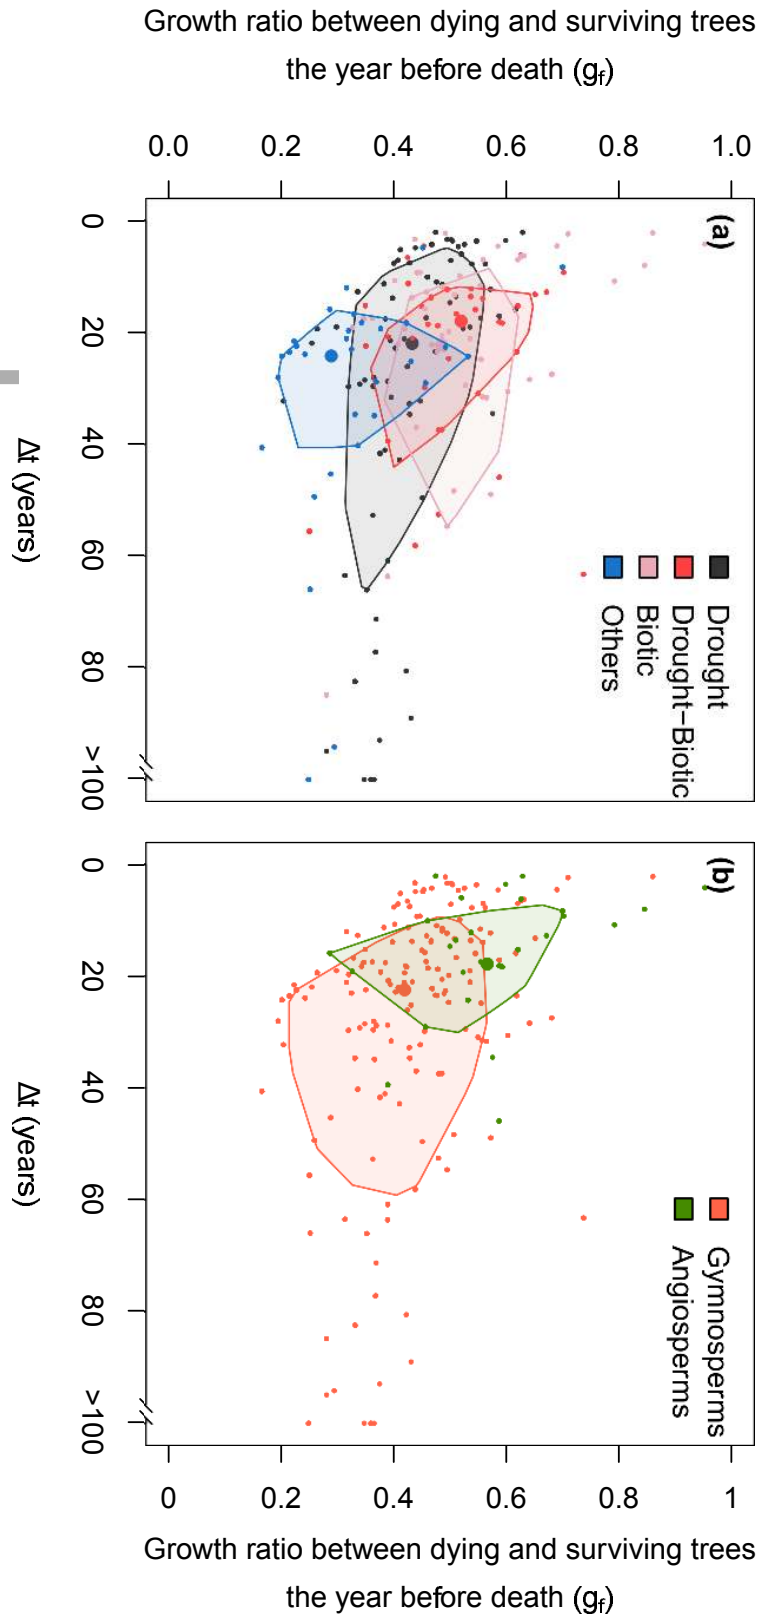 Growth ratio between dying and surviving trees
the year before death (gf)
0.0 0.2 0.4 0.6 0.8 1.0
(a)
0
20
40
60
80
>100
Δt (years)
Drought
Drought−Biotic
Biotic
Others
(b)
0
20
40
60
80
>100
Δt (years)
Gymnosperms
Angiosperms
0 0.2 0.4 0.6 0.8 1
Growth ratio between dying and surviving trees
the year before death (gf)